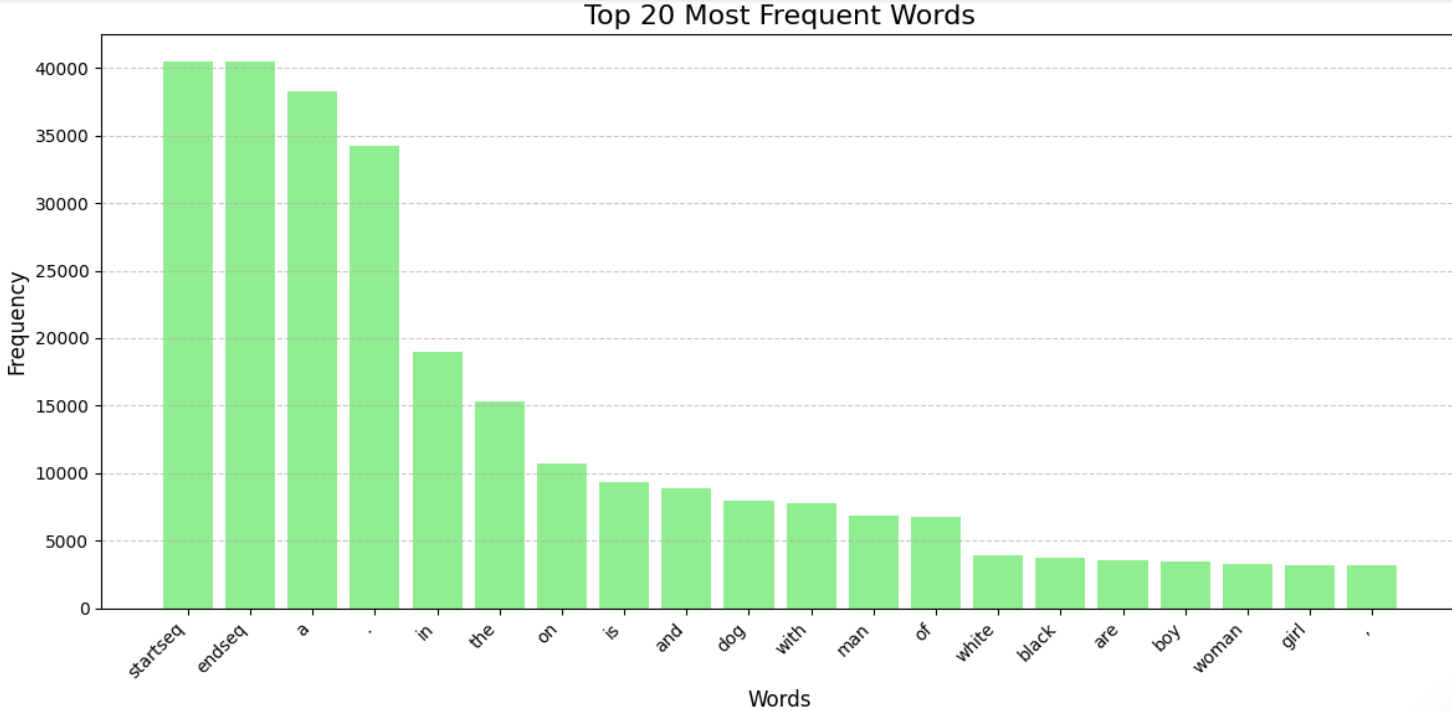 Top 20 Most Frequent Words
Frequency
40000
35000
30000
25000
20000
15000
10000
5000
0
startseq
endseq
a
.
in
the
on
is
and
dog
with
man
of
white
black
are
boy
woman
girl
,
Words